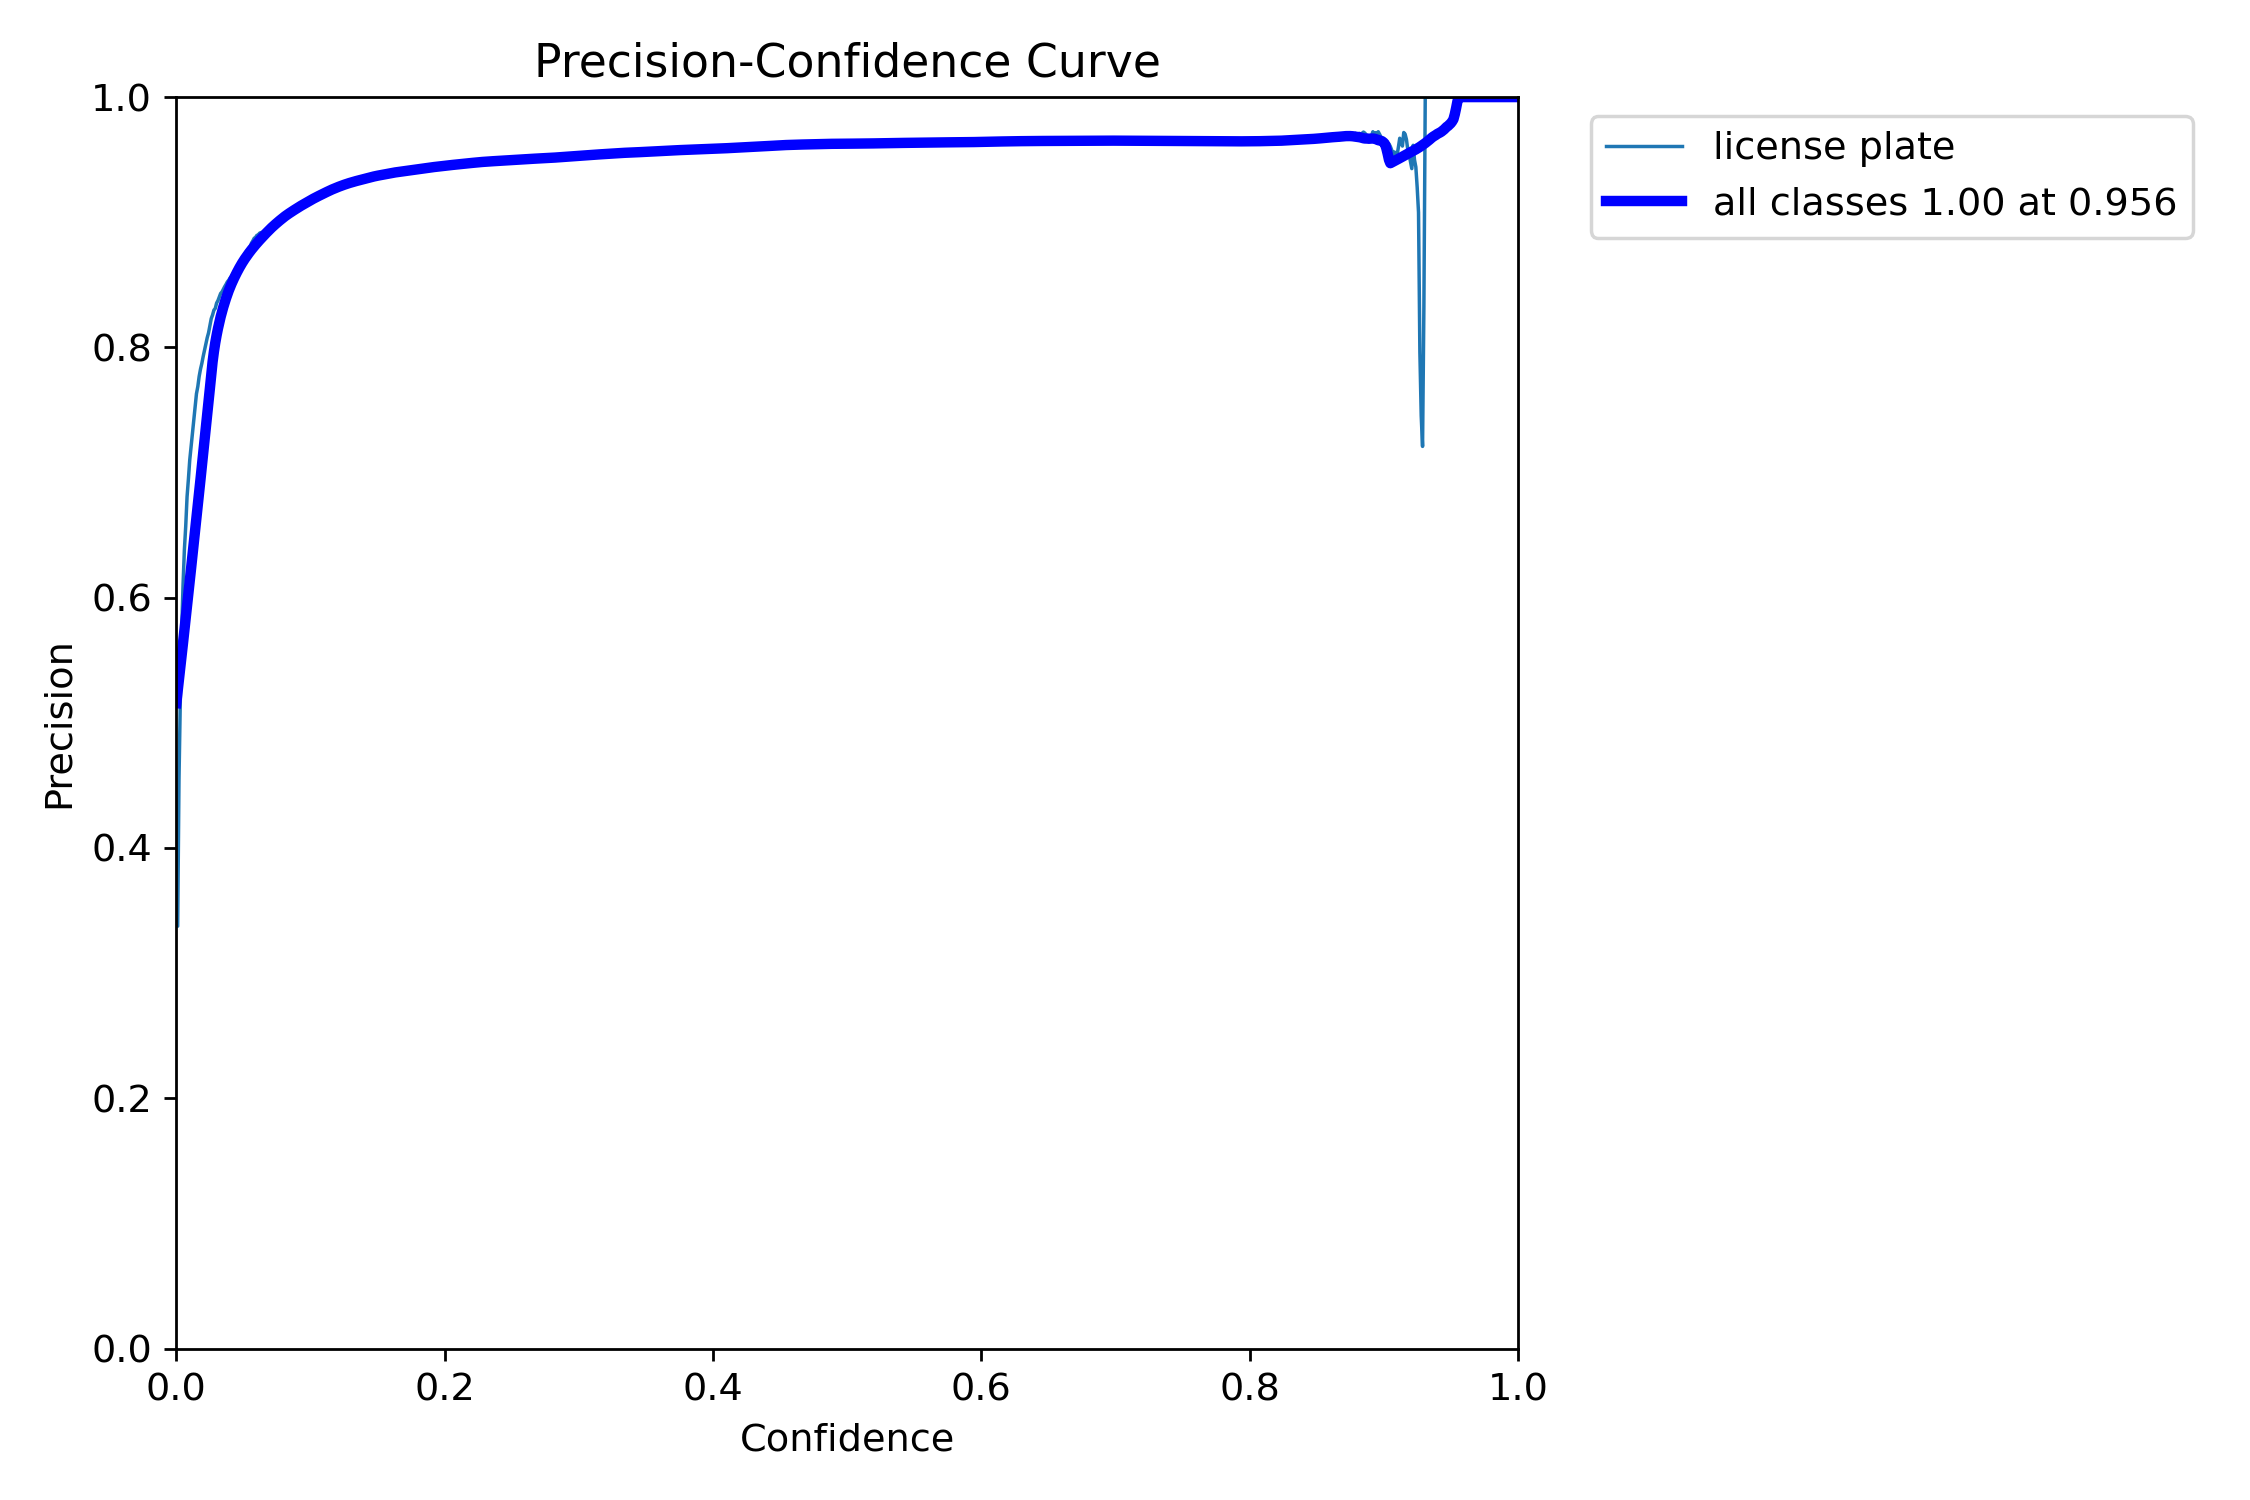 Precision-Confidence Curve
1.0
0.8
0.6
0.4
0.2
0.0
Precision
0.0 0.2 0.4 0.6 0.8 1.0
Confidence
license plate
all classes 1.00 at 0.956